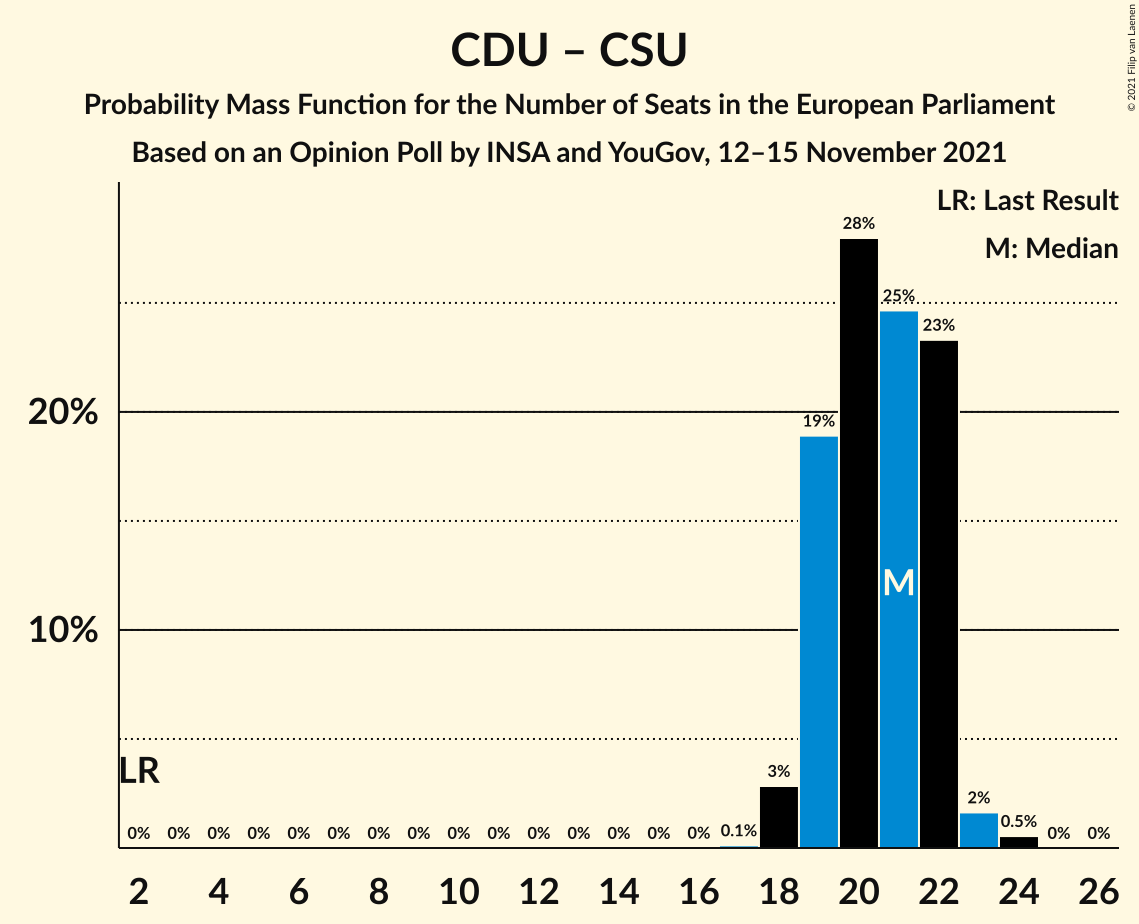 CDU – CSU
Probability Mass Function for the Number of Seats in the European Parliament
Based on an Opinion Poll by INSA and YouGov, 12–15 November 2021
© 2021 Filip van Laenen
LR: Last Result
M: Median
28%
25%
23%
20%
19%
M
10%
LR
3%
2%
0% 0% 0% 0% 0% 0% 0% 0% 0% 0% 0% 0% 0% 0% 0% 0.1% 0.5% 0% 0%
2 4 6 8 10 12 14 16 18 20 22 24 26